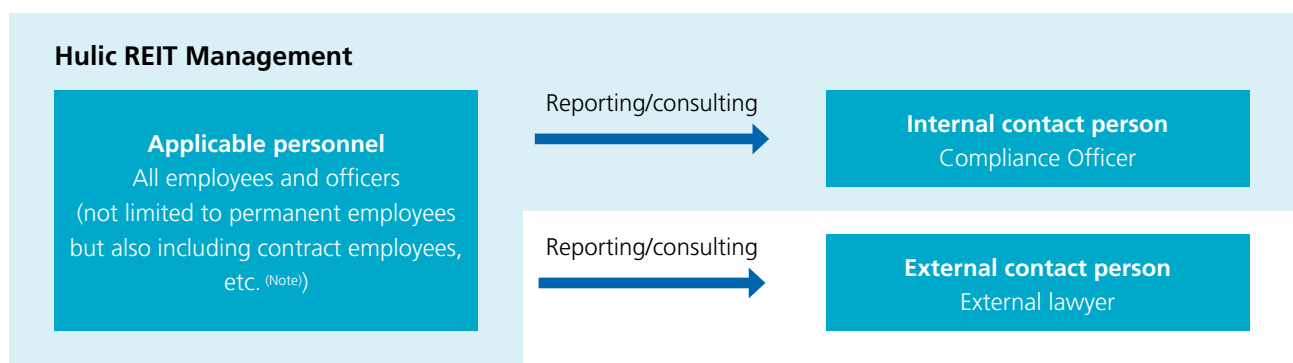 Hulic REIT Management
Applicable personnel
All employees and officers
(not limited to permanent employees
but also including contract employees,
etc. (Note))
Reporting/consulting
Internal contact person
Compliance Officer
Reporting/consulting
External contact person
External lawyer